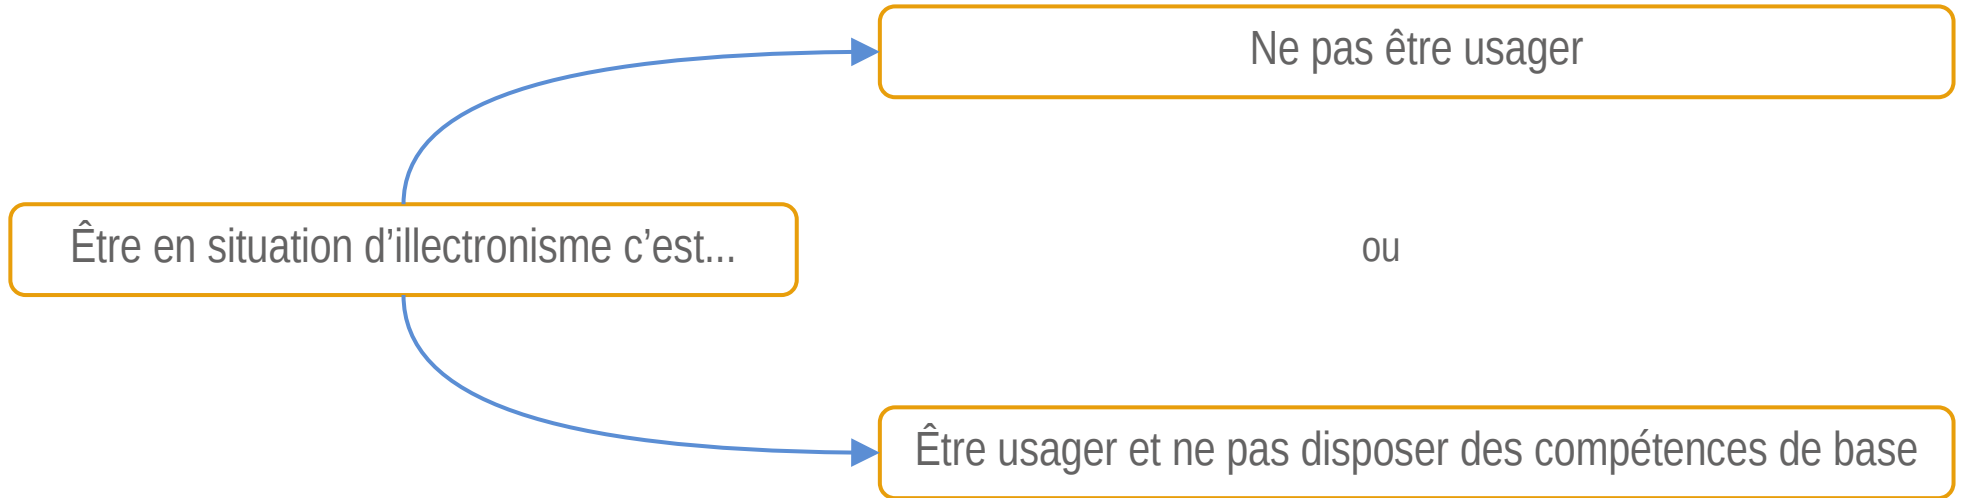 Ne pas être usager
Être en situation d’illectronisme c’est...
ou
Être usager et ne pas disposer des compétences de base